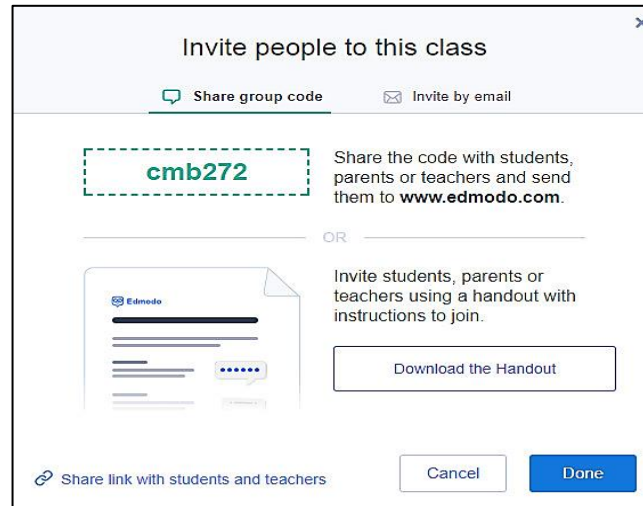 Invite people to this class
Share group code
Invite by email
cmb272
Share the code with students,
parents or teachers and send
them to www.edmodo.com.
OR
Edmodo
Invite students, parents or
teachers using a handout with
instructions to join.
Download the Handout
Share link with students and teachers
Cancel
Done